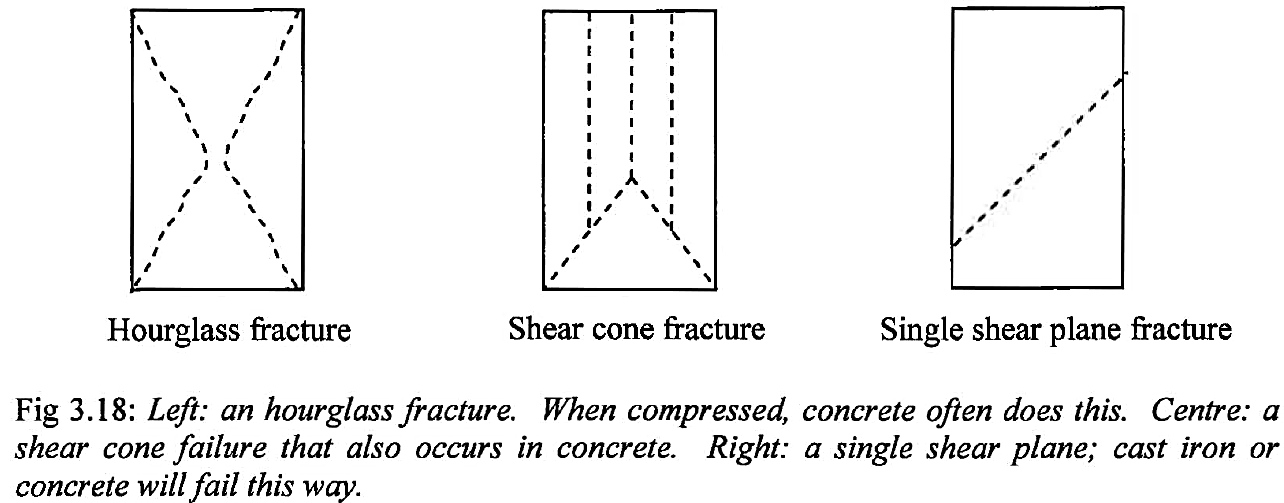 Hourglass fracture
Shear cone fracture
Single shear plane fracture
Fig 3.18: Left: an hourglass fracture. When compressed, concrete often does this. Centre: a
shear cone failure that also occurs in concrete. Right: a single shear plane; cast iron or
concrete will fail this way.